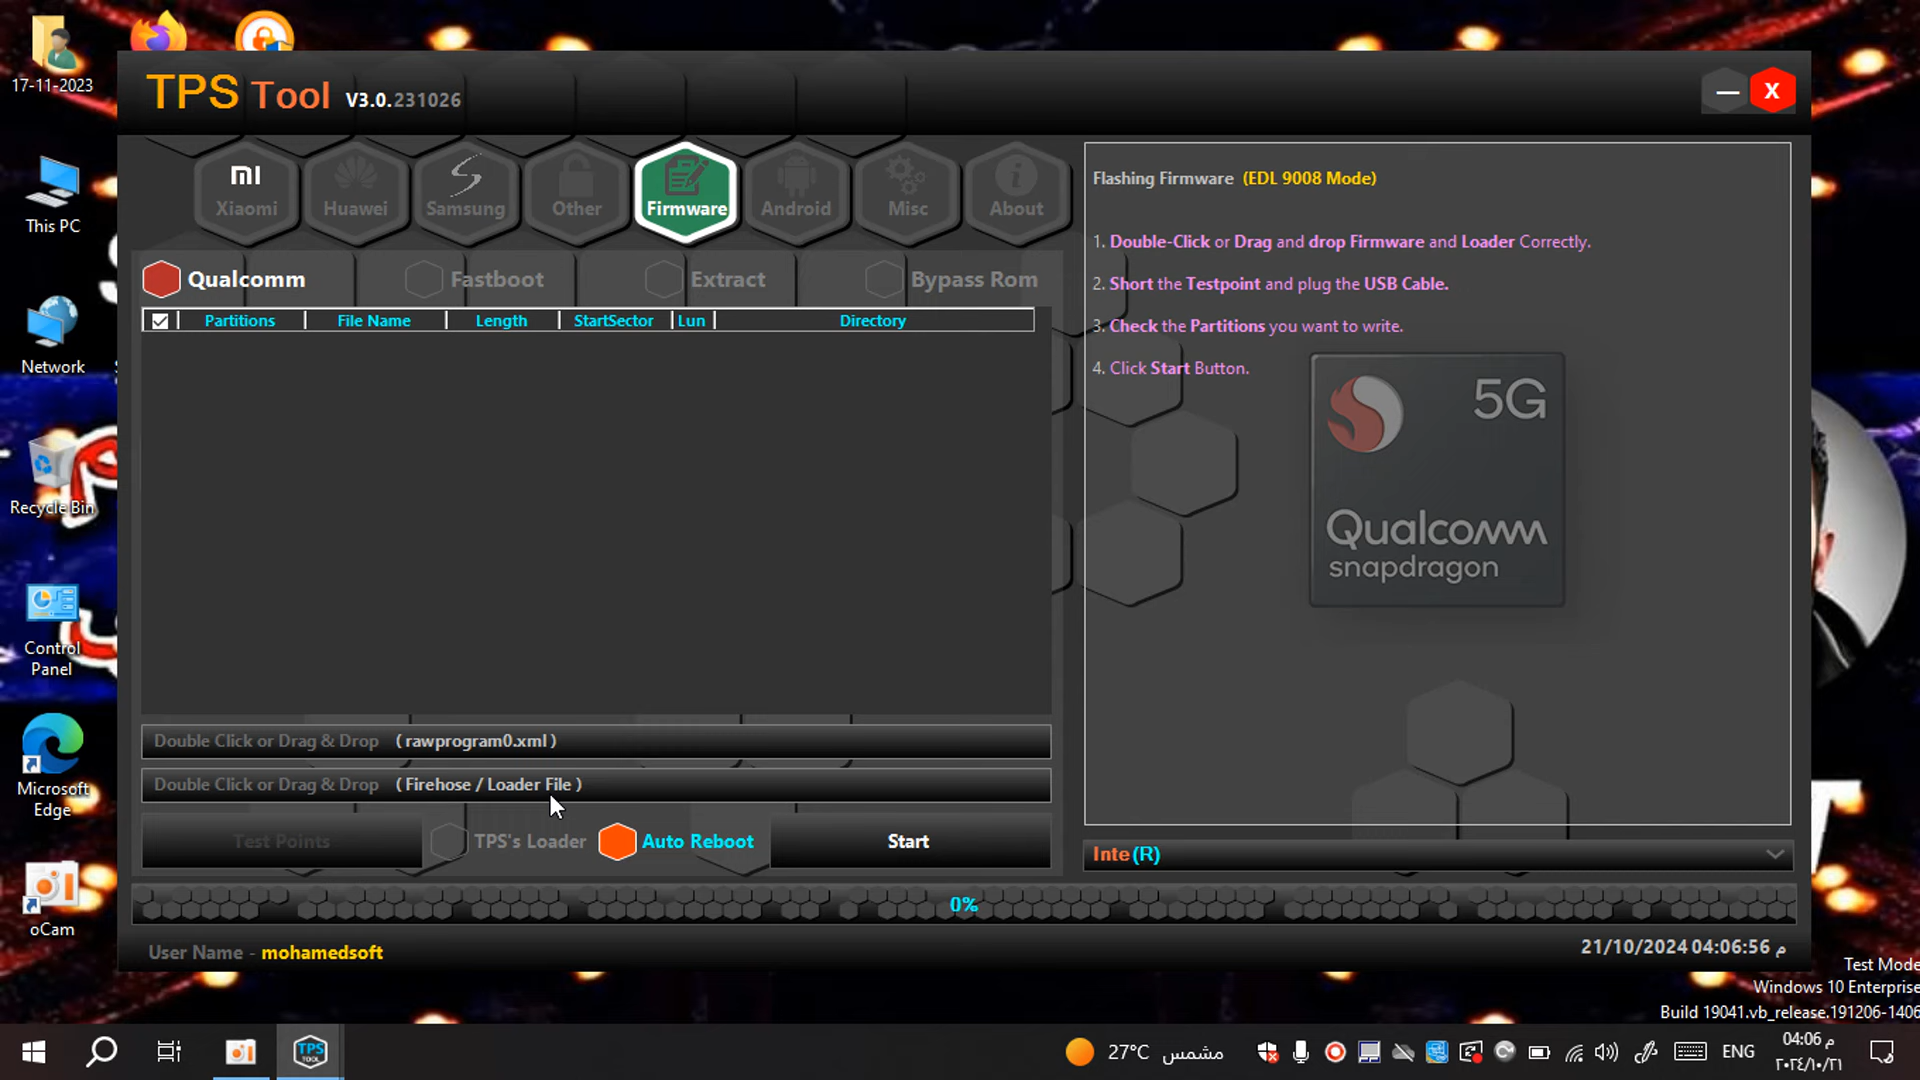 17-11-2023
This PC
Network
Recycle Bin
Control
Panel
Microsoft
Edge
oCam
TPS Tool V3.0.231026
X
MI
Xiaomi
Huawei
Samsung
Other
Firmware
Android
Misc
About
Qualcomm
Fastboot
Extract
Bypass Rom
Partitions
File Name
Length
StartSector
Lun
Directory
Double Click or Drag & Drop ( rawprogram0.xml )
Double Click or Drag & Drop ( Firehose / Loader File )
Test Points
TPS's Loader
Auto Reboot
Start
Flashing Firmware (EDL 9008 Mode)
1. Double-Click or Drag and drop Firmware and Loader Correctly.
2. Short the Testpoint and plug the USB Cable.
3. Check the Partitions you want to write.
4. Click Start Button.
5G
Qualcomm
snapdragon
Inte(R)
0%
User Name - mohamedsoft
21/10/2024 04:06:56 م
Test Mode
Windows 10 Enterprise
Build 19041.vb_release.191206-1406
TPS
TOOL
27°C مشمس
ENG
04:06 م
٢٠٢٤/١٠/٢١